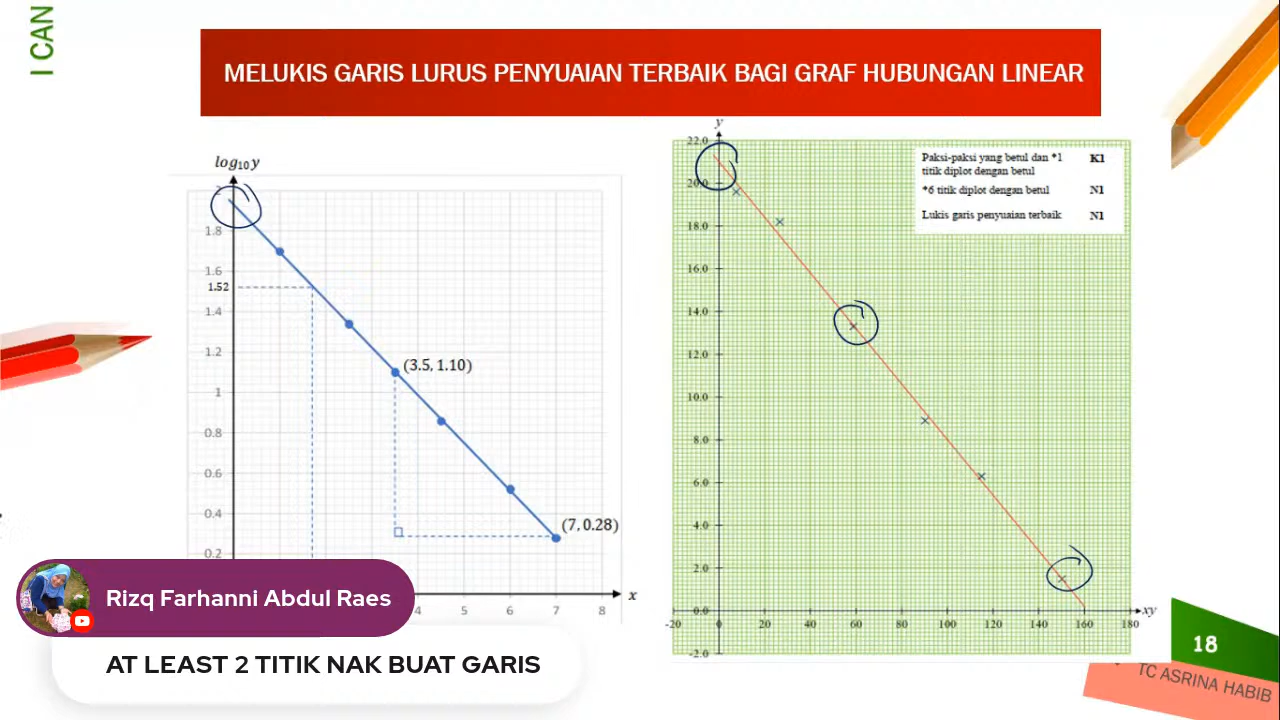 I CAN
MELUKIS GARIS LURUS PENYUAIAN TERBAIK BAGI GRAF HUBUNGAN LINEAR
log₁₀y
1.8
1.6
1.52
1.4
1.2
1
0.8
0.6
0.4
0.2
(3.5, 1.10)
(7, 0.28)
4 5 6 7 8 x
y
22.0
20.0
18.0
16.0
14.0
12.0
10.0
8.0
6.0
4.0
2.0
0.0
-2.0
-20 0 20 40 60 80 100 120 140 160 180
xy
Paksi-paksi yang betul dan *1 K1
titik diplot dengan betul
*6 titik diplot dengan betul N1
Lukis garis penyuaian terbaik N1
Rizq Farhanni Abdul Raes
AT LEAST 2 TITIK NAK BUAT GARIS
18
TC ASRINA HABIB